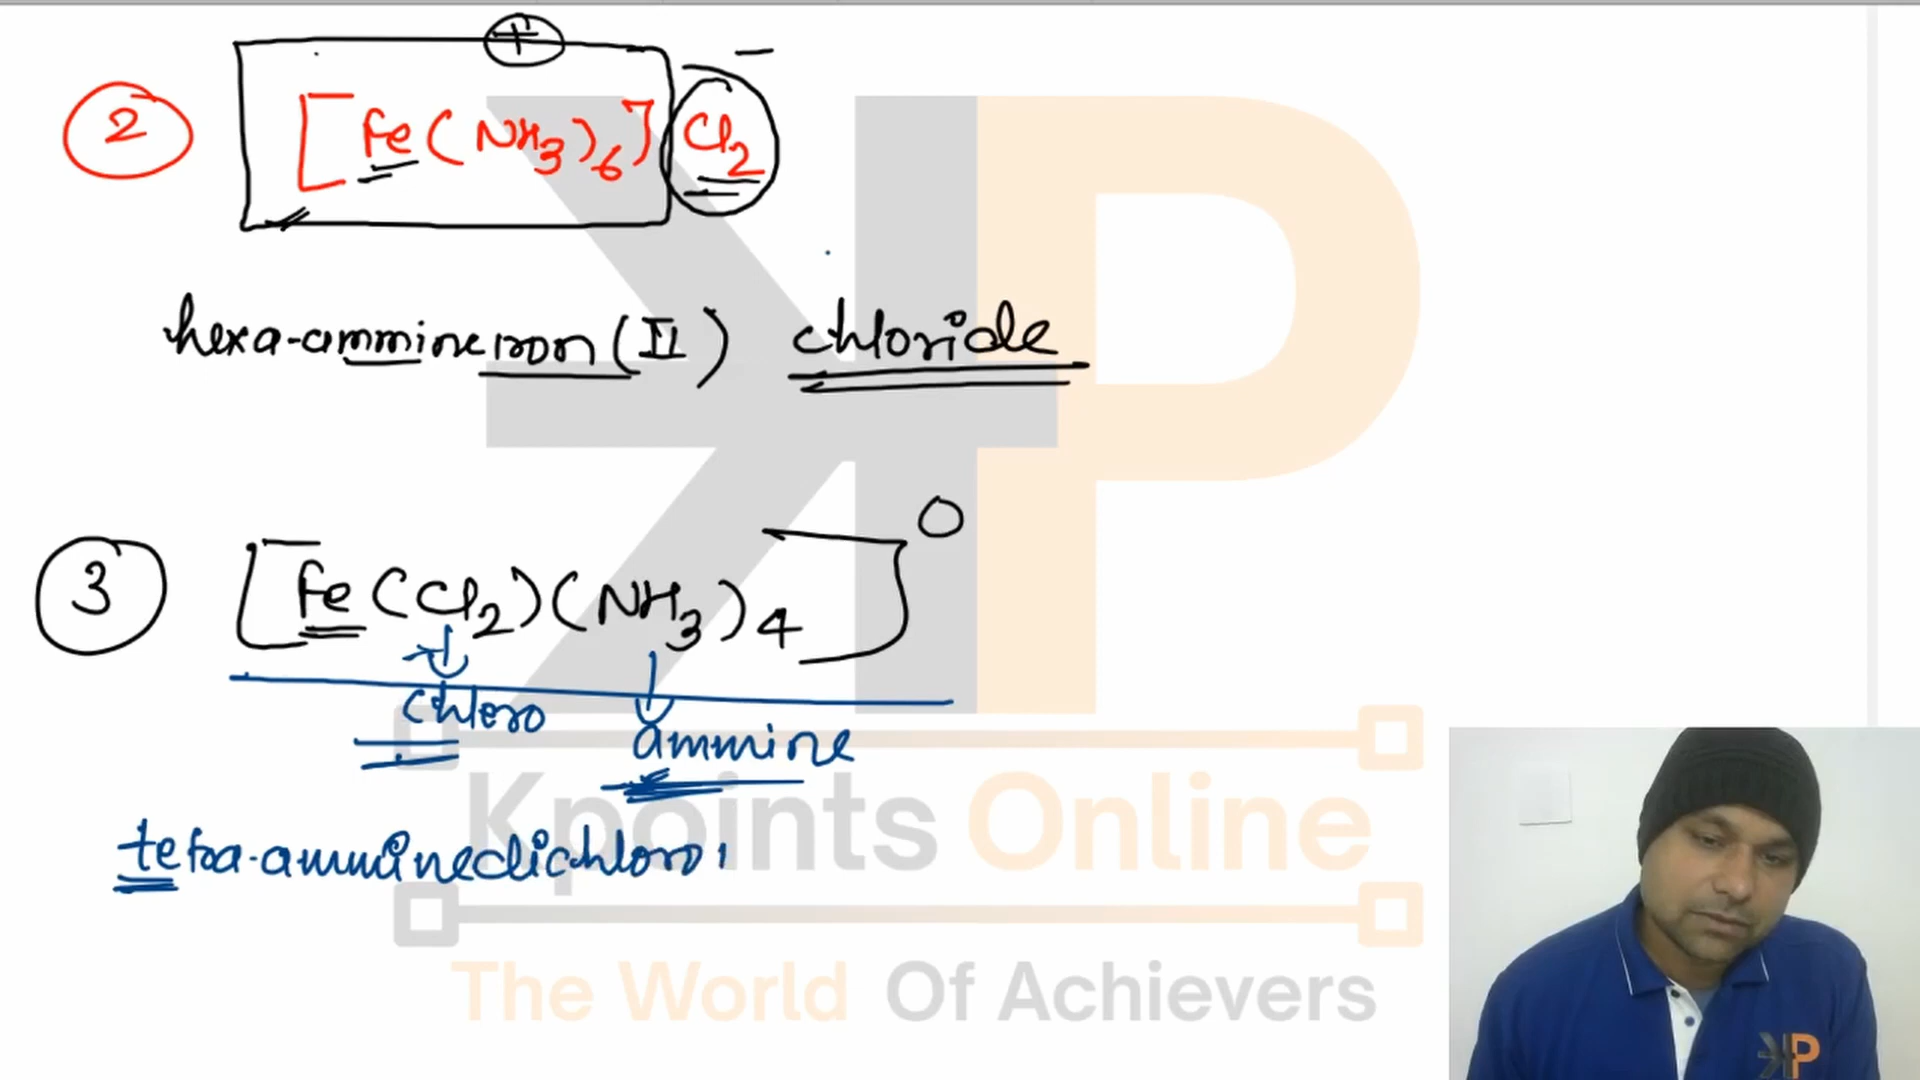 +
−
2 [Fe(NH3)6] Cl2
hexa-ammineiron(II) chloride
3 [Fe(Cl2)(NH3)4]0
chloro
ammine
tetra-amminedichloro
Kpoints Online
The World Of Achievers
KP